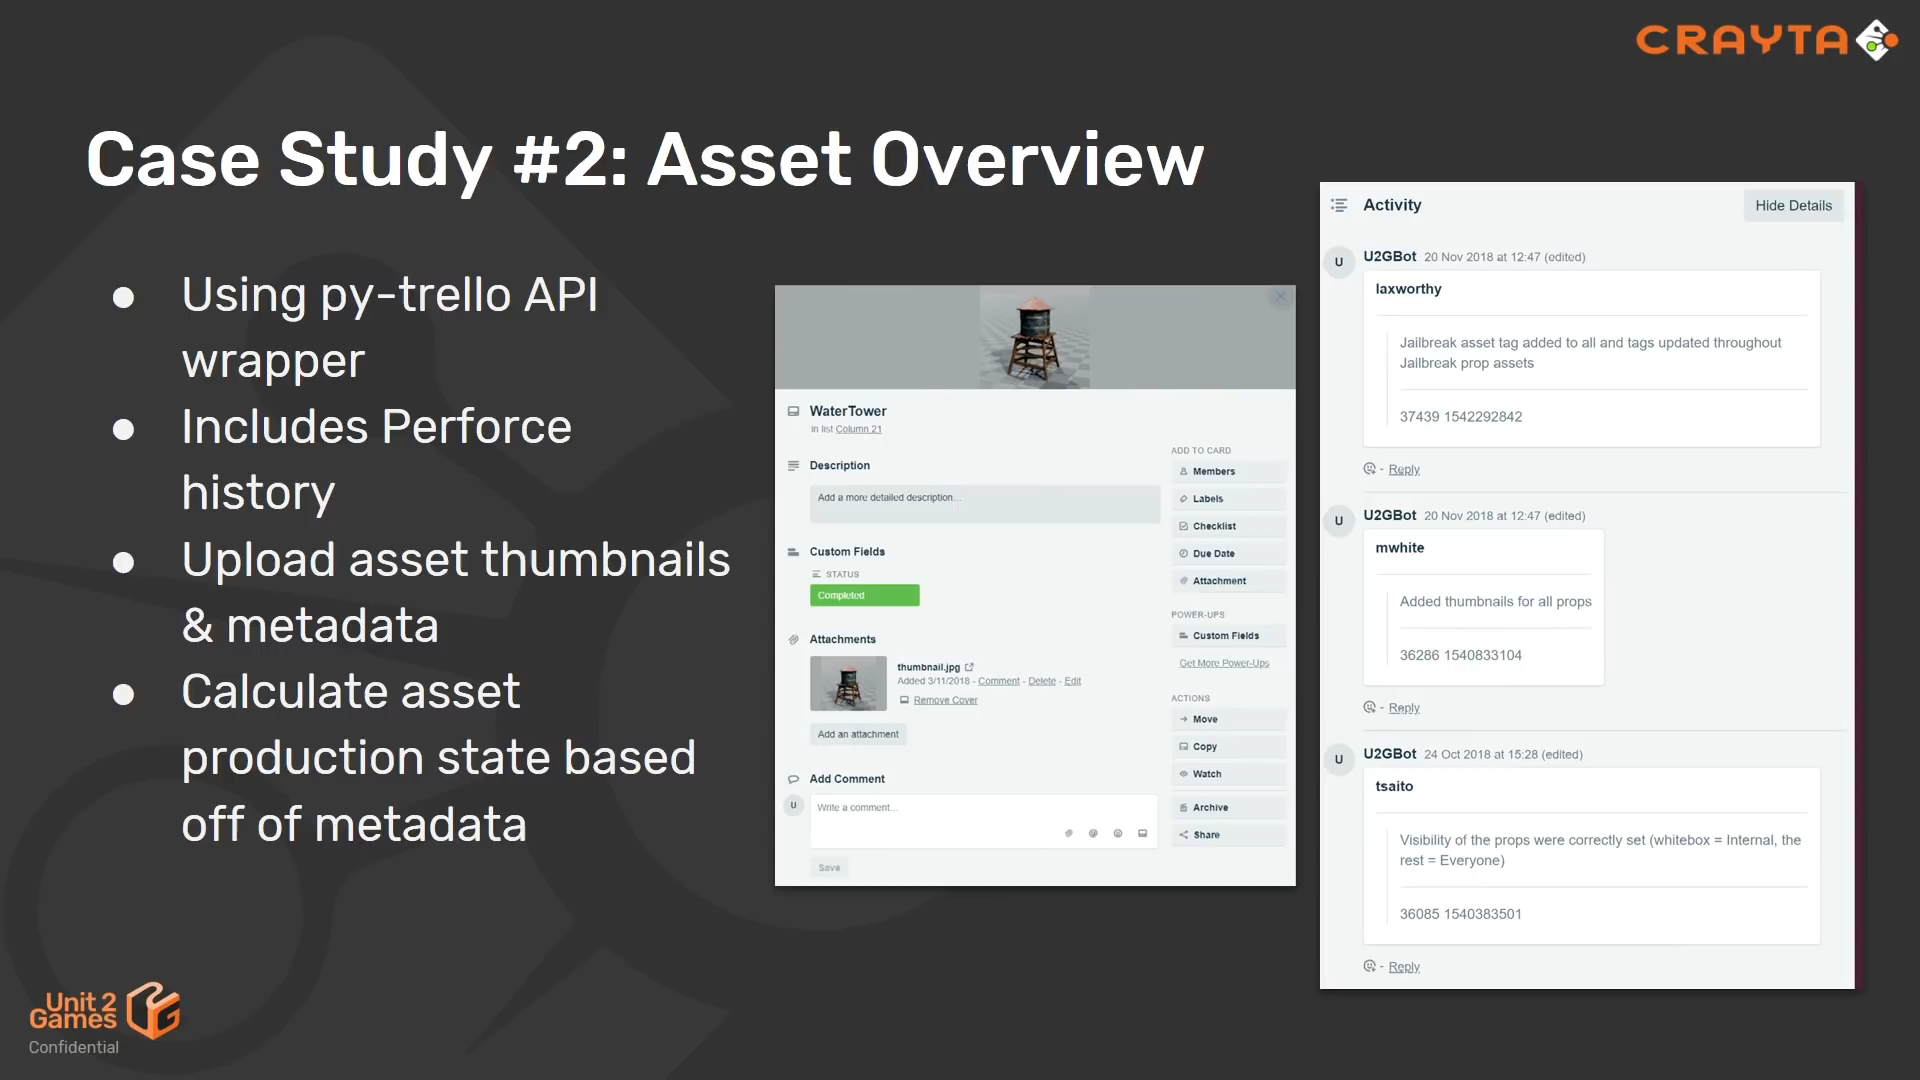 CRAYTA
Case Study #2: Asset Overview
● Using py-trello API
wrapper
● Includes Perforce
history
● Upload asset thumbnails
& metadata
● Calculate asset
production state based
off of metadata
WaterTower
in list Column 21
Description
Add a more detailed description...
Custom Fields
STATUS
Completed
Attachments
thumbnail.jpg
Added 3/11/2018 - Comment - Delete - Edit
Remove Cover
Add an attachment
Add Comment
U
Write a comment...
Save
ADD TO CARD
Members
Labels
Checklist
Due Date
Attachment
POWER-UPS
Custom Fields
Get More Power-Ups
ACTIONS
Move
Copy
Watch
Archive
Share
Activity
Hide Details
U U2GBot 20 Nov 2018 at 12:47 (edited)
laxworthy
Jailbreak asset tag added to all and tags updated throughout
Jallbreak prop assets
37439 1542292842
- Reply
U U2GBot 20 Nov 2018 at 12:47 (edited)
mwhite
Added thumbnails for all props
36286 1540833104
- Reply
U U2GBot 24 Oct 2018 at 15:28 (edited)
tsaito
Visibility of the props were correctly set (whitebox = Internal, the
rest = Everyone)
36085 1540383501
- Reply
Unit 2
Games
Confidential